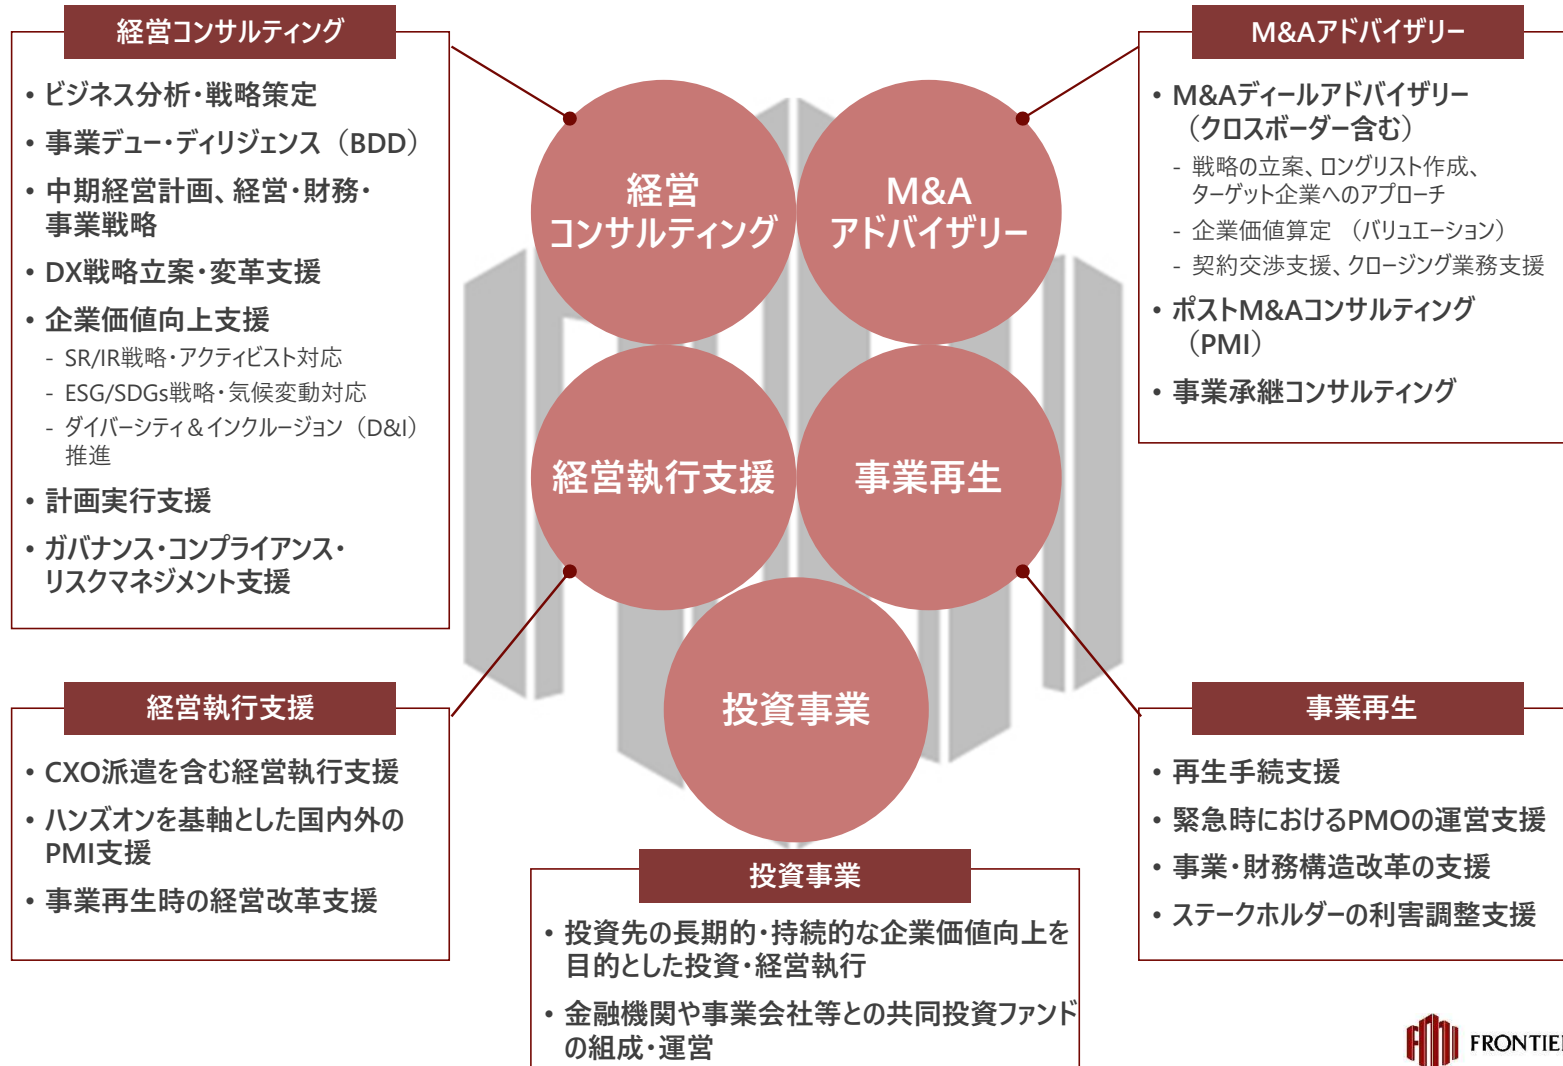 経営コンサルティング
• ビジネス分析・戦略策定
• 事業デュー・ディリジェンス（BDD）
• 中期経営計画、経営・財務・
事業戦略
• DX戦略立案・変革支援
• 企業価値向上支援
- SR/IR戦略・アクティビスト対応
- ESG/SDGs戦略・気候変動対応
- ダイバーシティ＆インクルージョン（D&I）
推進
• 計画実行支援
• ガバナンス・コンプライアンス・
リスクマネジメント支援
経営
コンサルティング
M&A
アドバイザリー
経営執行支援
事業再生
投資事業
M&Aアドバイザリー
• M&Aディールアドバイザリー
（クロスボーダー含む）
- 戦略の立案、ロングリスト作成、
ターゲット企業へのアプローチ
- 企業価値算定 （バリュエーション）
- 契約交渉支援、クロージング業務支援
• ポストM&Aコンサルティング
（PMI）
• 事業承継コンサルティング
経営執行支援
• CXO派遣を含む経営執行支援
• ハンズオンを基軸とした国内外の
PMI支援
• 事業再生時の経営改革支援
投資事業
• 投資先の長期的・持続的な企業価値向上を
目的とした投資・経営執行
• 金融機関や事業会社等との共同投資ファンド
の組成・運営
事業再生
• 再生手続支援
• 緊急時におけるPMOの運営支援
• 事業・財務構造改革の支援
• ステークホルダーの利害調整支援
FRONTIE